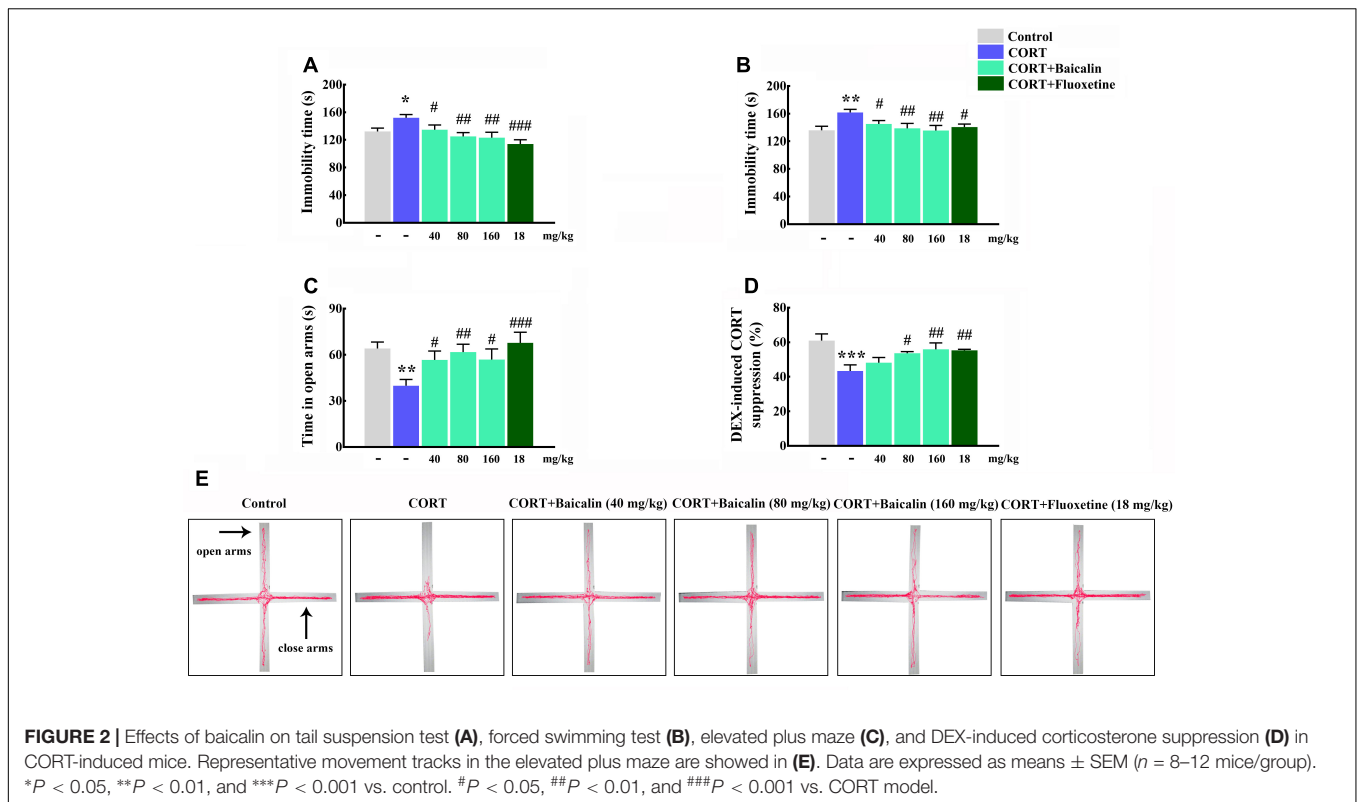 Control
CORT
CORT+Baicalin
CORT+Fluoxetine
A
Immobility time (s)
200
160
120
80
40
0
*
#
##
##
###
- - 40 80 160 18 mg/kg
B
Immobility time (s)
200
160
120
80
40
0
**
#
##
##
#
- - 40 80 160 18 mg/kg
C
Time in open arms (s)
90
60
30
0
**
#
##
#
###
- - 40 80 160 18 mg/kg
D
DEX-induced CORT
suppression (%)
80
60
40
20
0
***
#
##
##
- - 40 80 160 18 mg/kg
E
Control
CORT
CORT+Baicalin (40 mg/kg)
CORT+Baicalin (80 mg/kg)
CORT+Baicalin (160 mg/kg)
CORT+Fluoxetine (18 mg/kg)
open arms
close arms
FIGURE 2 | Effects of baicalin on tail suspension test (A), forced swimming test (B), elevated plus maze (C), and DEX-induced corticosterone suppression (D) in
CORT-induced mice. Representative movement tracks in the elevated plus maze are showed in (E). Data are expressed as means ± SEM (n = 8–12 mice/group).
*P < 0.05, **P < 0.01, and ***P < 0.001 vs. control. #P < 0.05, ##P < 0.01, and ###P < 0.001 vs. CORT model.